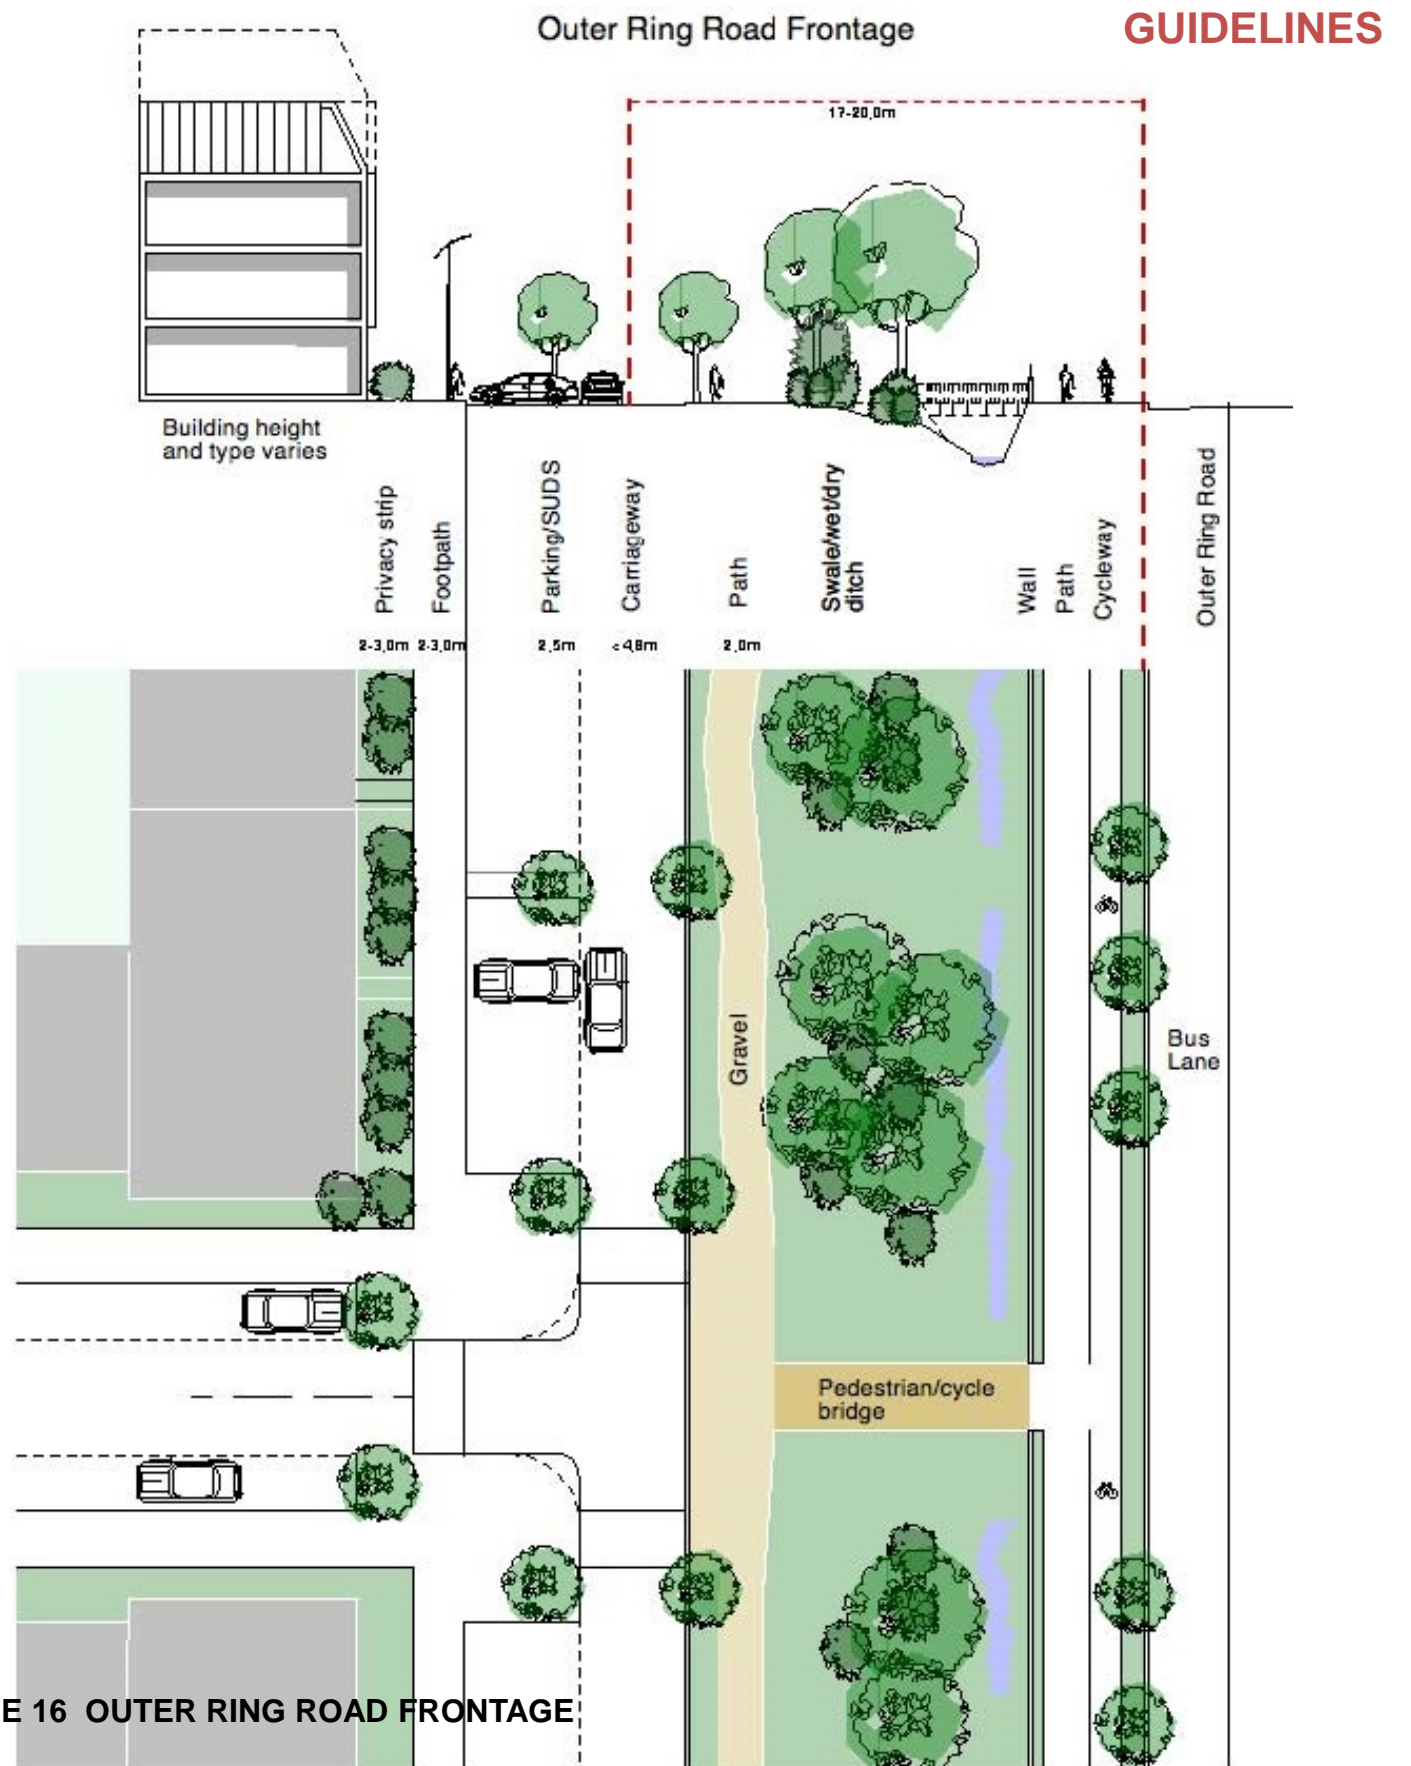 Outer Ring Road Frontage
GUIDELINES
17-20,0m
Building height
and type varies
Privacy strip
Footpath
Parking/SUDS
Carriageway
Path
Swale/wet/dry
ditch
Wall
Path
Cycleway
Outer Ring Road
2-3,0m
2-3,0m
2,5m
<4,8m
2,0m
Gravel
Bus
Lane
Pedestrian/cycle
bridge
E 16 OUTER RING ROAD FRONTAGE